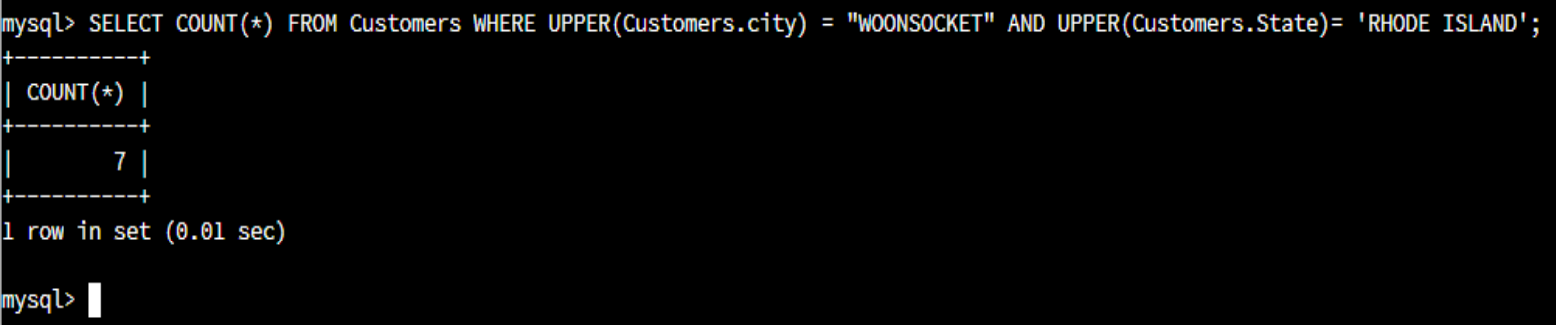 mysql> SELECT COUNT(*) FROM Customers WHERE UPPER(Customers.city) = "WOONSOCKET" AND UPPER(Customers.State)= 'RHODE ISLAND';
+----------+
| COUNT(*) |
+----------+
|        7 |
+----------+
1 row in set (0.01 sec)
mysql>